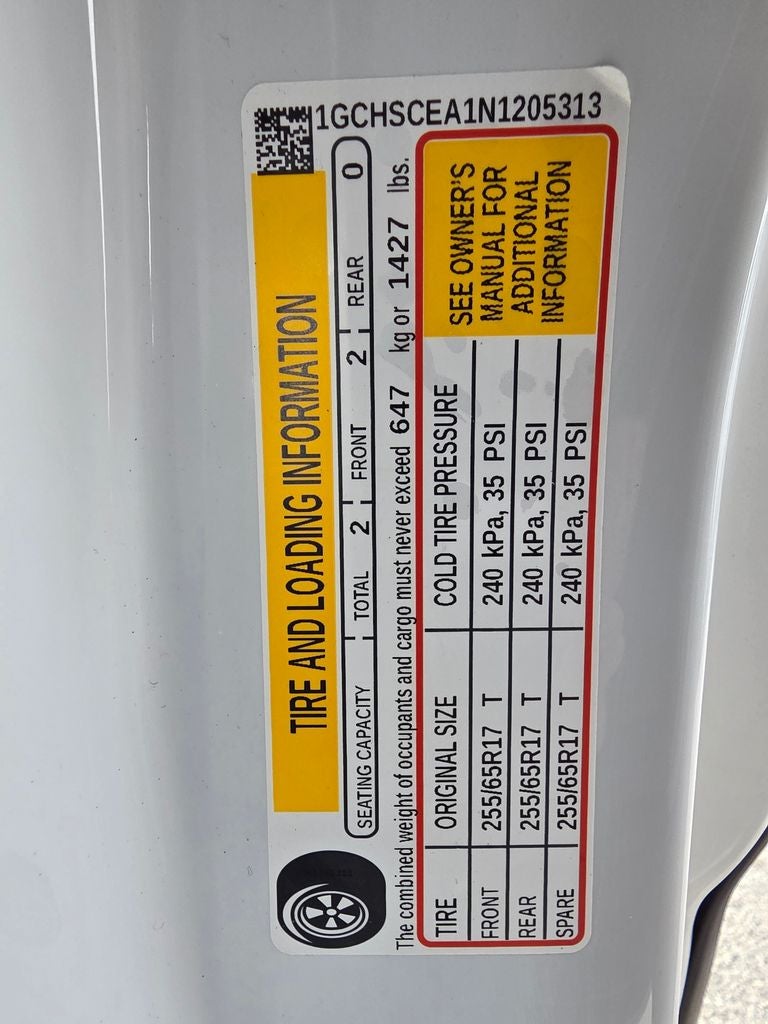 1GCHSCEA1N1205313
TIRE AND LOADING INFORMATION
SEATING CAPACITY TOTAL 2 FRONT 2 REAR 0
The combined weight of occupants and cargo must never exceed 647 kg or 1427 lbs.
TIRE ORIGINAL SIZE COLD TIRE PRESSURE
FRONT 255/65R17 T 240 kPa, 35 PSI
REAR 255/65R17 T 240 kPa, 35 PSI
SPARE 255/65R17 T 240 kPa, 35 PSI
SEE OWNER'S
MANUAL FOR
ADDITIONAL
INFORMATION